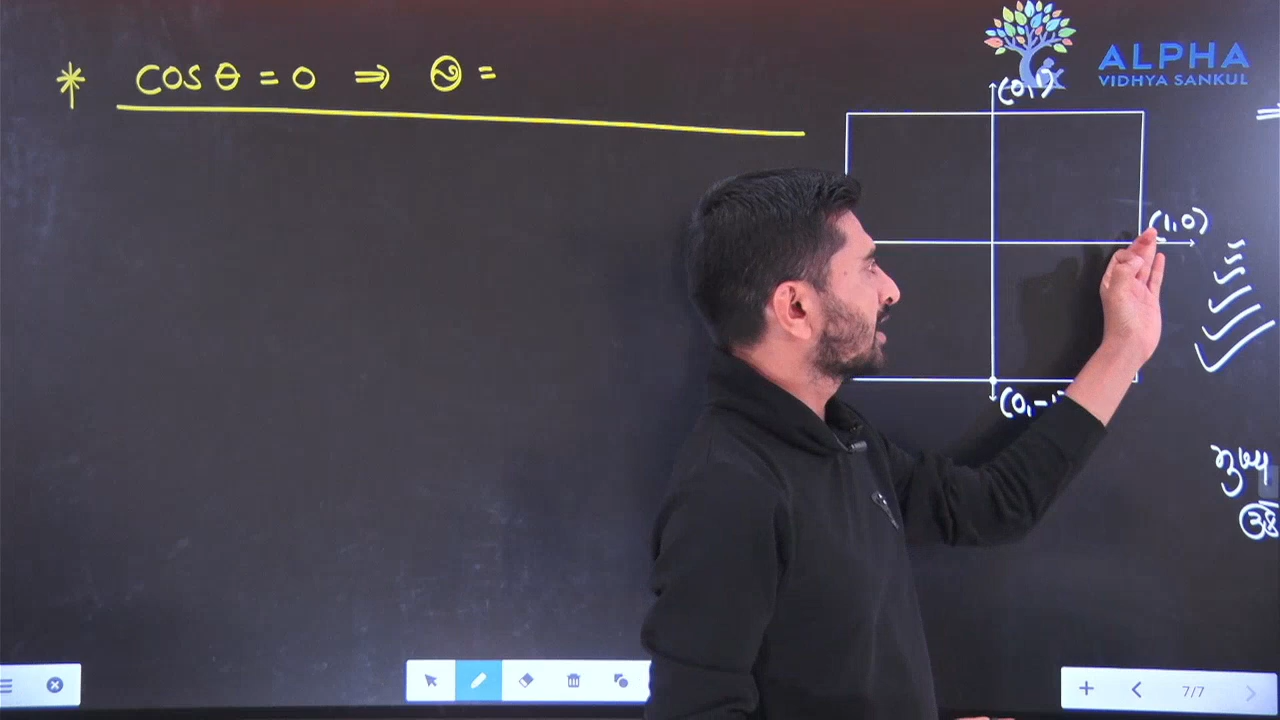 * cos θ = 0 ⇒ θ =
ALPHA
VIDHYA SANKUL
(0,1)
(1,0)
(0,-1)
7/7